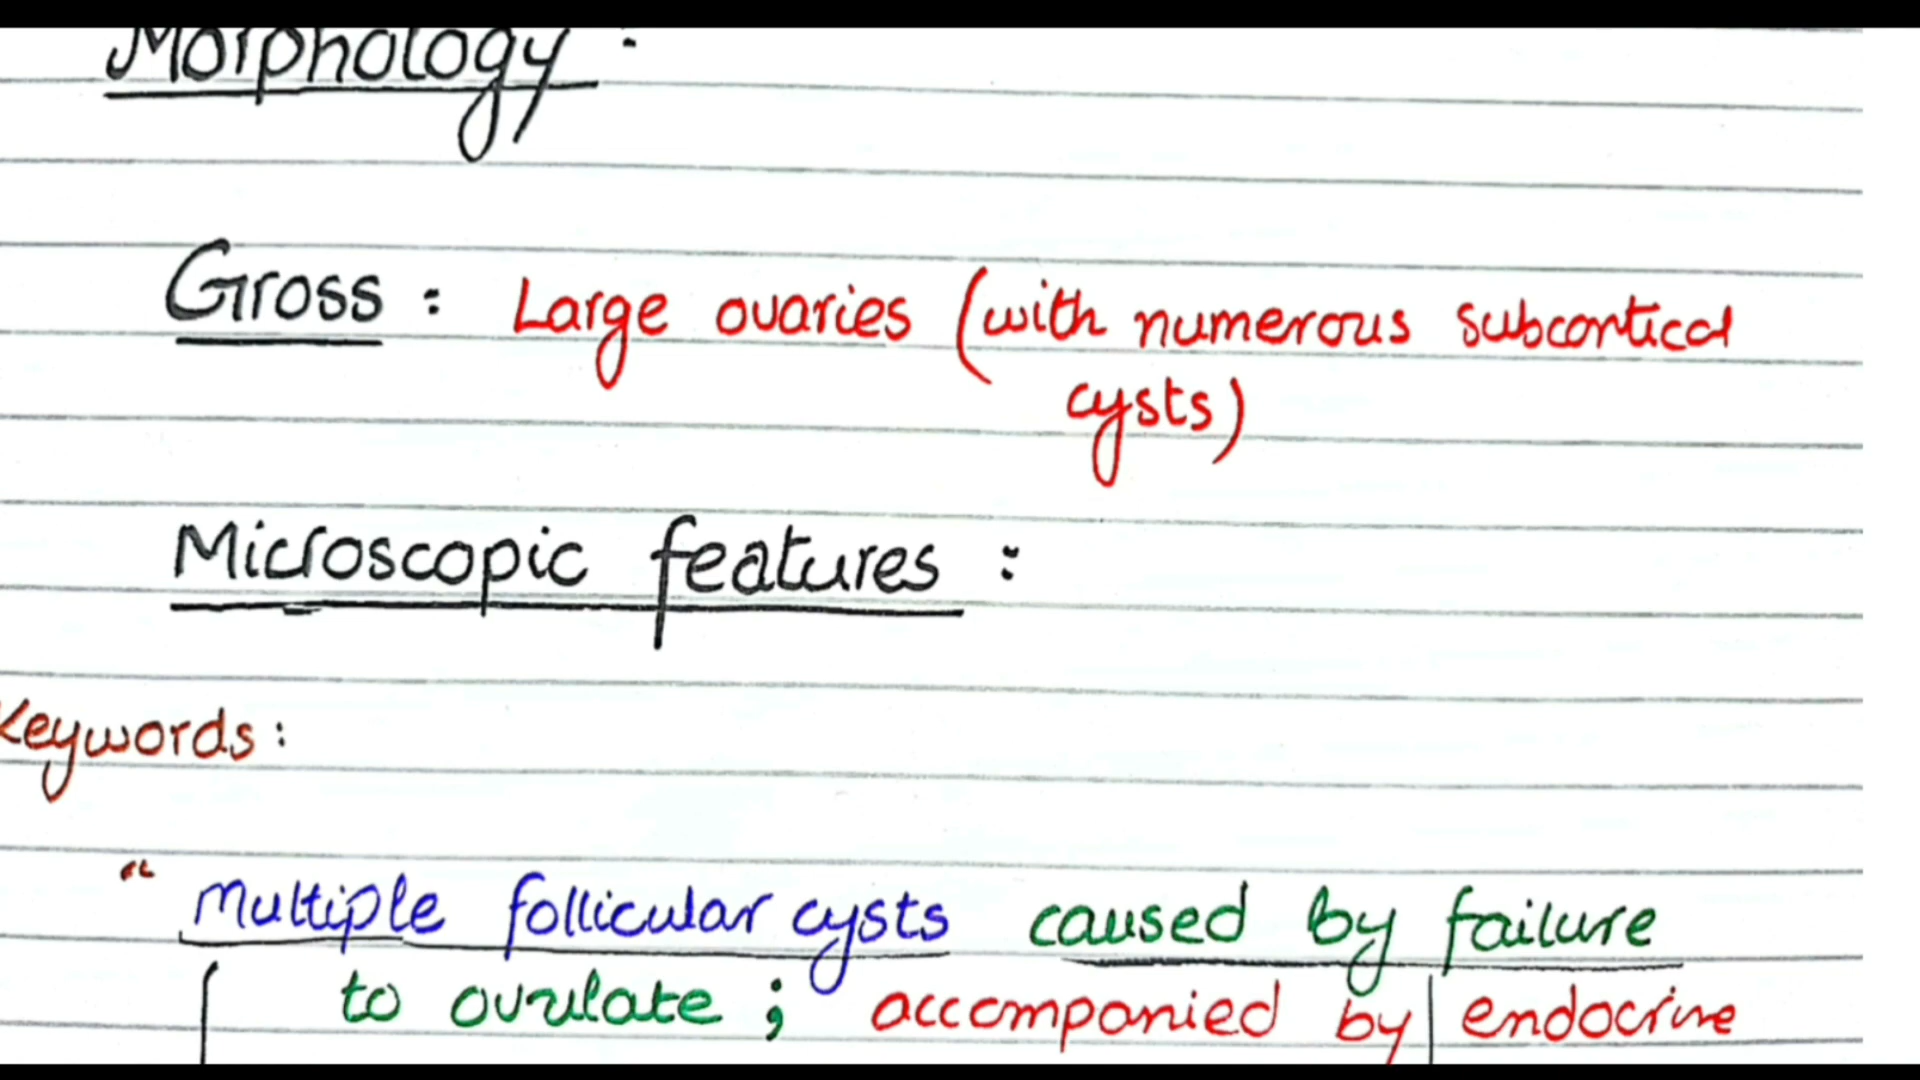 Morphology :
Gross : Large ovaries (with numerous subcortical
cysts)
Microscopic features :
Keywords :
“ Multiple follicular cysts caused by failure
to ovulate ; accompanied by endocrine